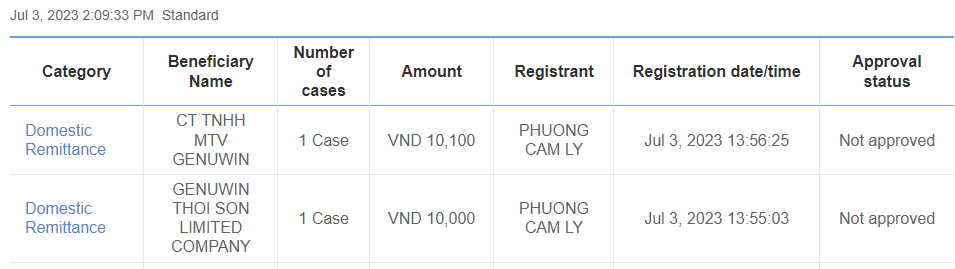 Jul 3, 2023 2:09:33 PM Standard
Category
Beneficiary
Name
Number
of
cases
Amount
Registrant
Registration date/time
Approval
status
Domestic
Remittance
CT TNHH
MTV
GENUWIN
1 Case
VND 10,100
PHUONG
CAM LY
Jul 3, 2023 13:56:25
Not approved
Domestic
Remittance
GENUWIN
THOI SON
LIMITED
COMPANY
1 Case
VND 10,000
PHUONG
CAM LY
Jul 3, 2023 13:55:03
Not approved